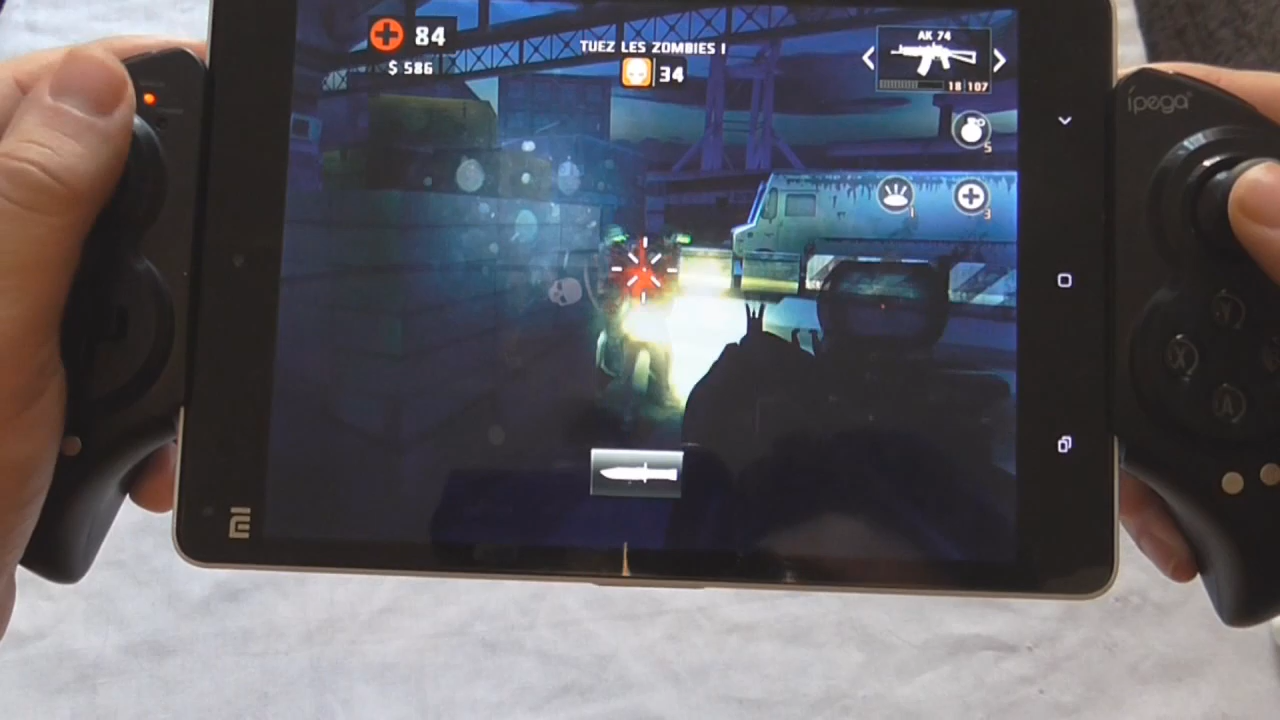 84
$ 586
TUEZ LES ZOMBIES !
34
AK 74
18 107
5
1
3
ipega
X
Y
A
mi